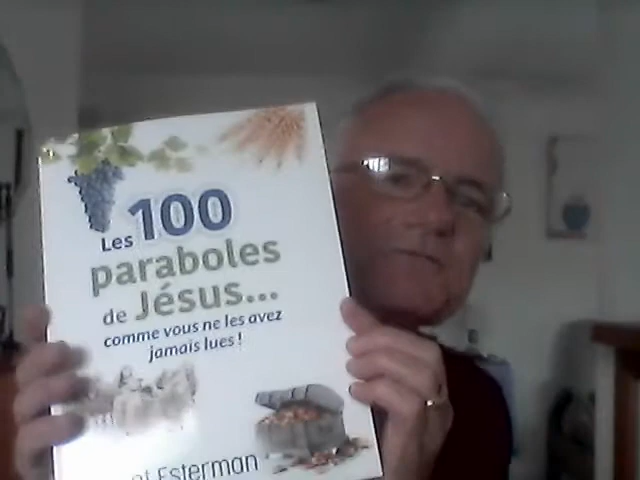 Les 100
paraboles
de Jésus...
comme vous ne les avez
jamais lues !
Esterman